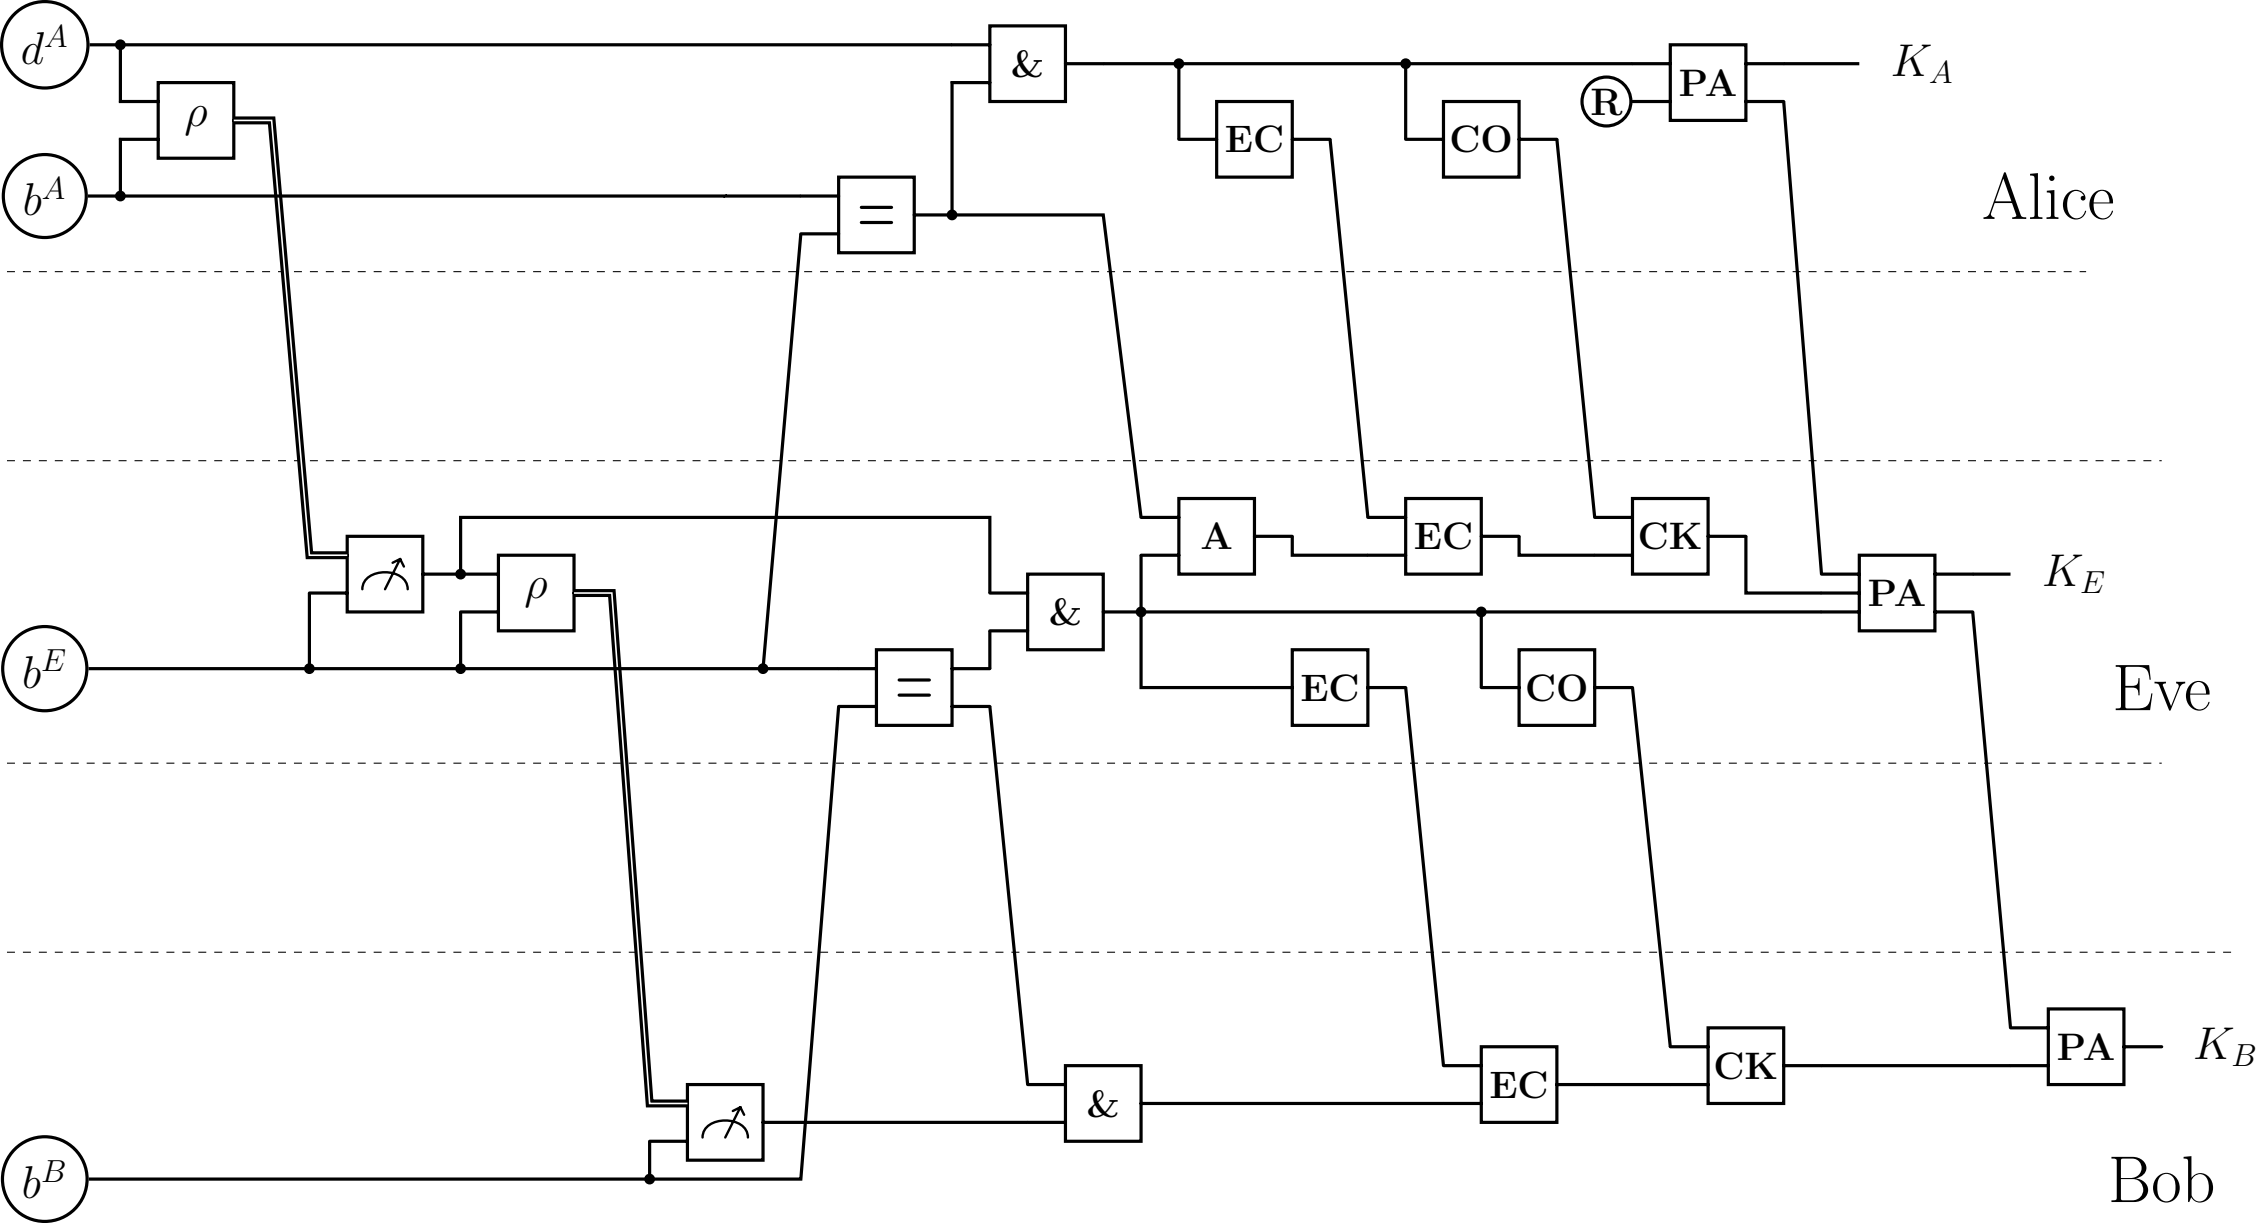 d^A
&
K_A
ρ
PA
R
EC
CO
b^A
=
Alice
A
EC
CK
ρ
K_E
PA
&
b^E
=
EC
CO
Eve
K_B
PA
CK
EC
&
b^B
Bob